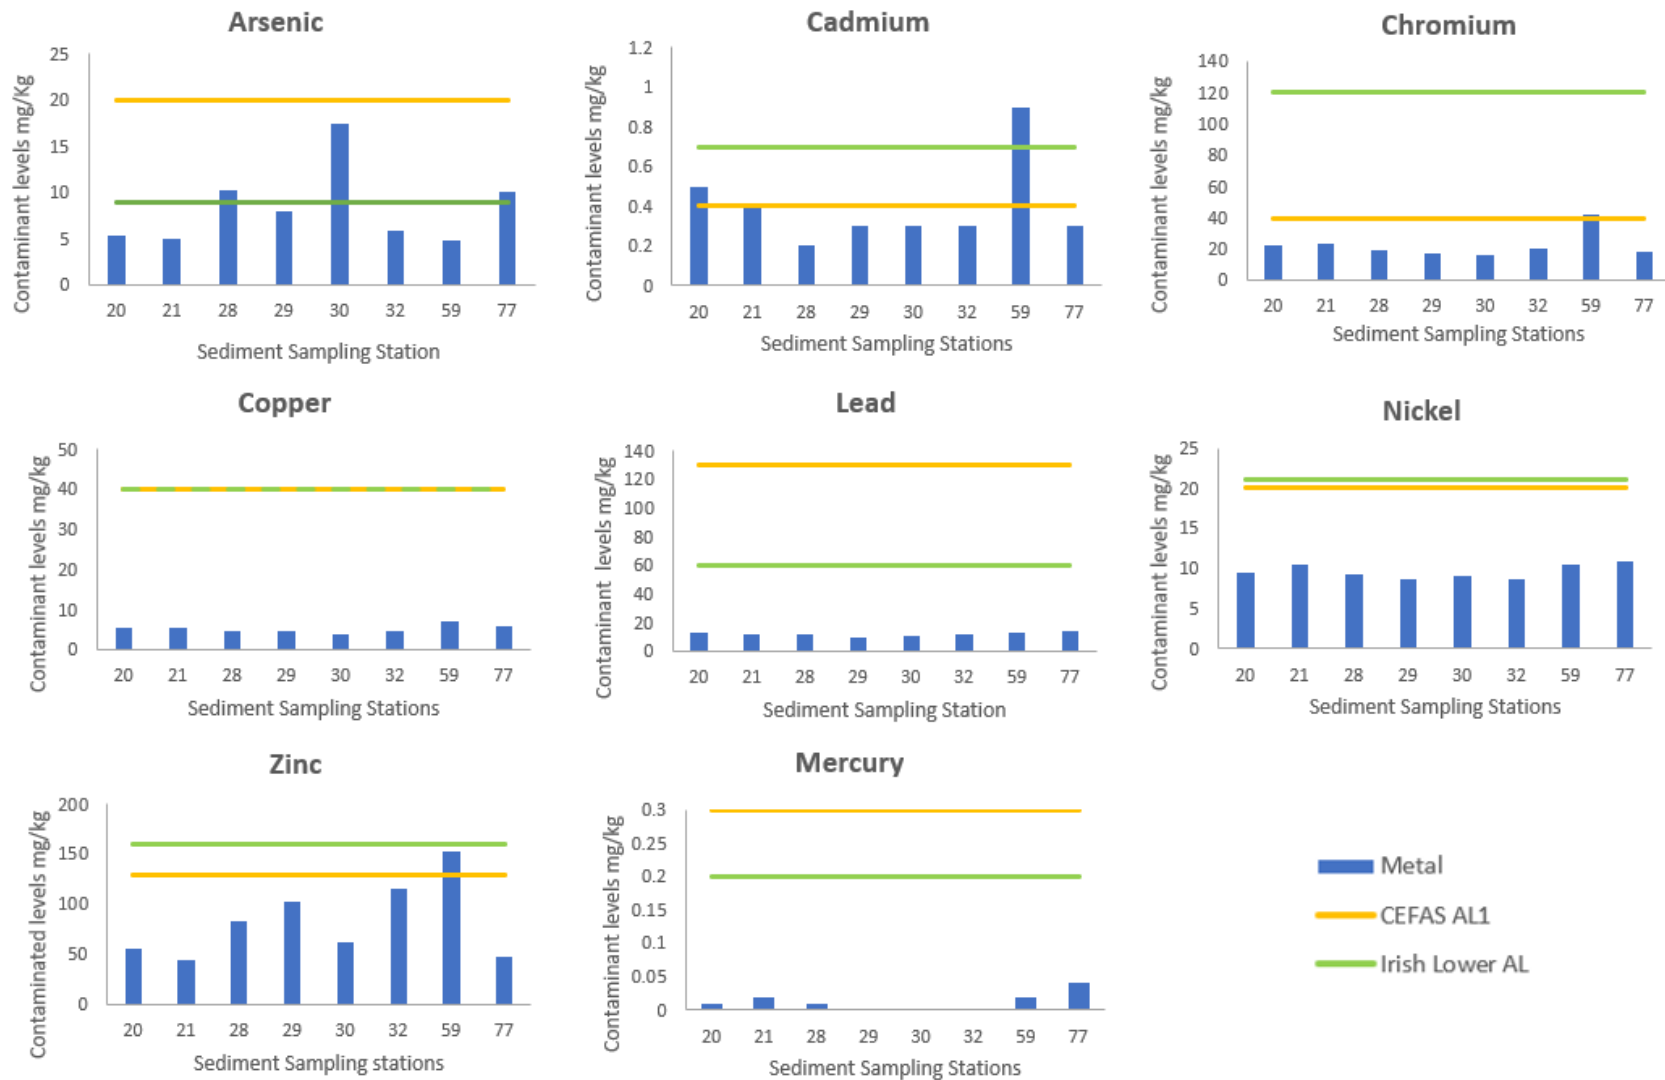 Arsenic
Contaminant levels mg/Kg
25
20
15
10
5
0
20 21 28 29 30 32 59 77
Sediment Sampling Station
Cadmium
Contaminant levels mg/kg
1.2
1
0.8
0.6
0.4
0.2
0
20 21 28 29 30 32 59 77
Sediment Sampling Stations
Chromium
Contaminant levels mg/kg
140
120
100
80
60
40
20
0
20 21 28 29 30 32 59 77
Sediment Sampling Stations
Copper
Contaminant levels mg/kg
50
40
30
20
10
0
20 21 28 29 30 32 59 77
Sediment Sampling Stations
Lead
Contaminant levels mg/kg
140
120
100
80
60
40
20
0
20 21 28 29 30 32 59 77
Sediment Sampling Station
Nickel
Contaminant levels mg/kg
25
20
15
10
5
0
20 21 28 29 30 32 59 77
Sediment Sampling Stations
Zinc
Contaminated levels mg/kg
200
150
100
50
0
20 21 28 29 30 32 59 77
Sediment Sampling stations
Mercury
Contaminant levels mg/kg
0.3
0.25
0.2
0.15
0.1
0.05
0
20 21 28 29 30 32 59 77
Sediment Sampling Stations
Metal
CEFAS AL1
Irish Lower AL